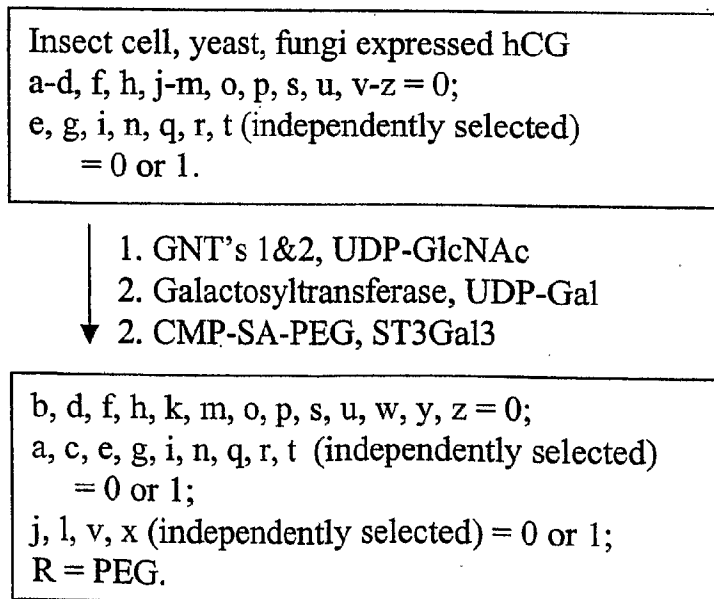 Insect cell, yeast, fungi expressed hCG
a-d, f, h, j-m, o, p, s, u, v-z = 0;
e, g, i, n, q, r, t (independently selected)
= 0 or 1.
1. GNT's 1&2, UDP-GlcNAc
2. Galactosyltransferase, UDP-Gal
2. CMP-SA-PEG, ST3Gal3
b, d, f, h, k, m, o, p, s, u, w, y, z = 0;
a, c, e, g, i, n, q, r, t (independently selected)
= 0 or 1;
j, l, v, x (independently selected) = 0 or 1;
R = PEG.